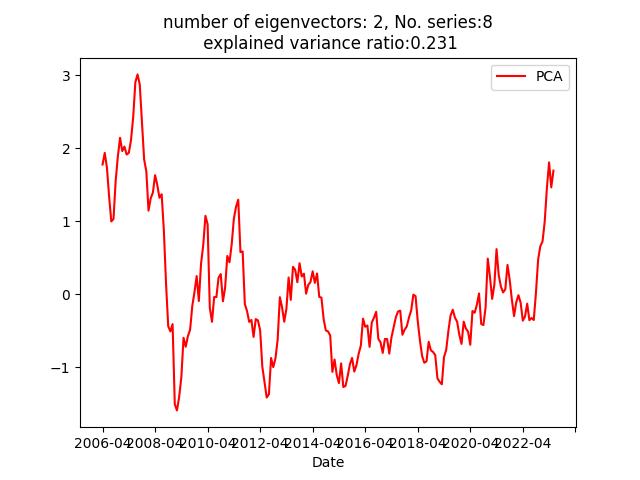 number of eigenvectors: 2, No. series:8
explained variance ratio:0.231
PCA
3
2
1
0
−1
2006-04 2008-04 2010-04 2012-04 2014-04 2016-04 2018-04 2020-04 2022-04
Date